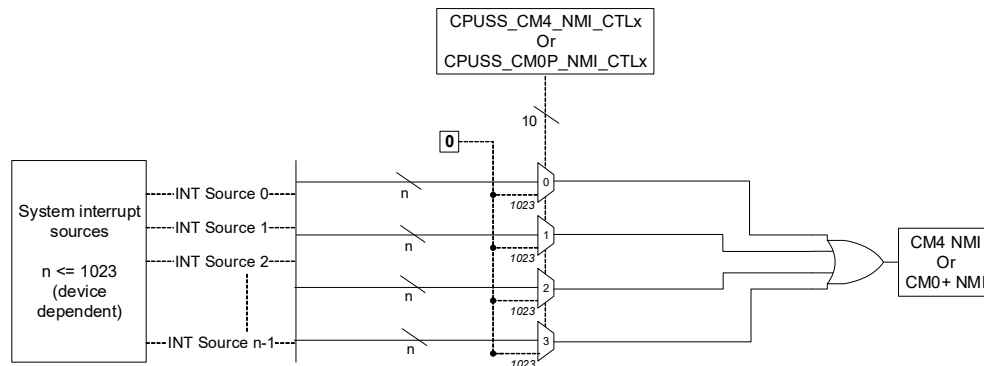 CPUSS_CM4_NMI_CTLx
Or
CPUSS_CM0P_NMI_CTLx
10
0
System interrupt
sources
n <= 1023
(device
dependent)
INT Source 0
INT Source 1
INT Source 2
INT Source n-1
n
0
1023
n
1
1023
n
2
1023
n
3
1023
CM4 NMI
Or
CM0+ NMI